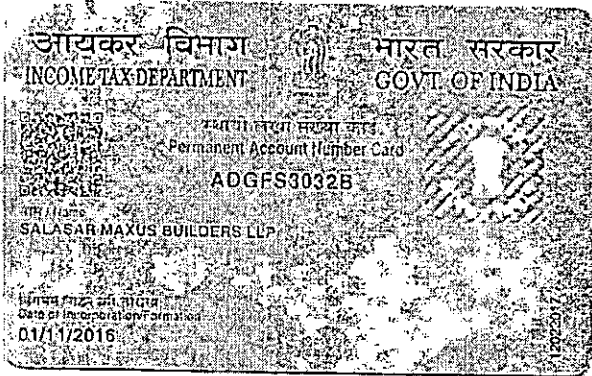 आयकर विभाग
भारत सरकार
INCOME TAX DEPARTMENT
GOVT. OF INDIA
स्थायी लेखा संख्या कार्ड
Permanent Account Number Card
ADGFS3032B
नाम / Name
SALASAR MAXUS BUILDERS LLP
Date of Incorporation/Formation
01/11/2016